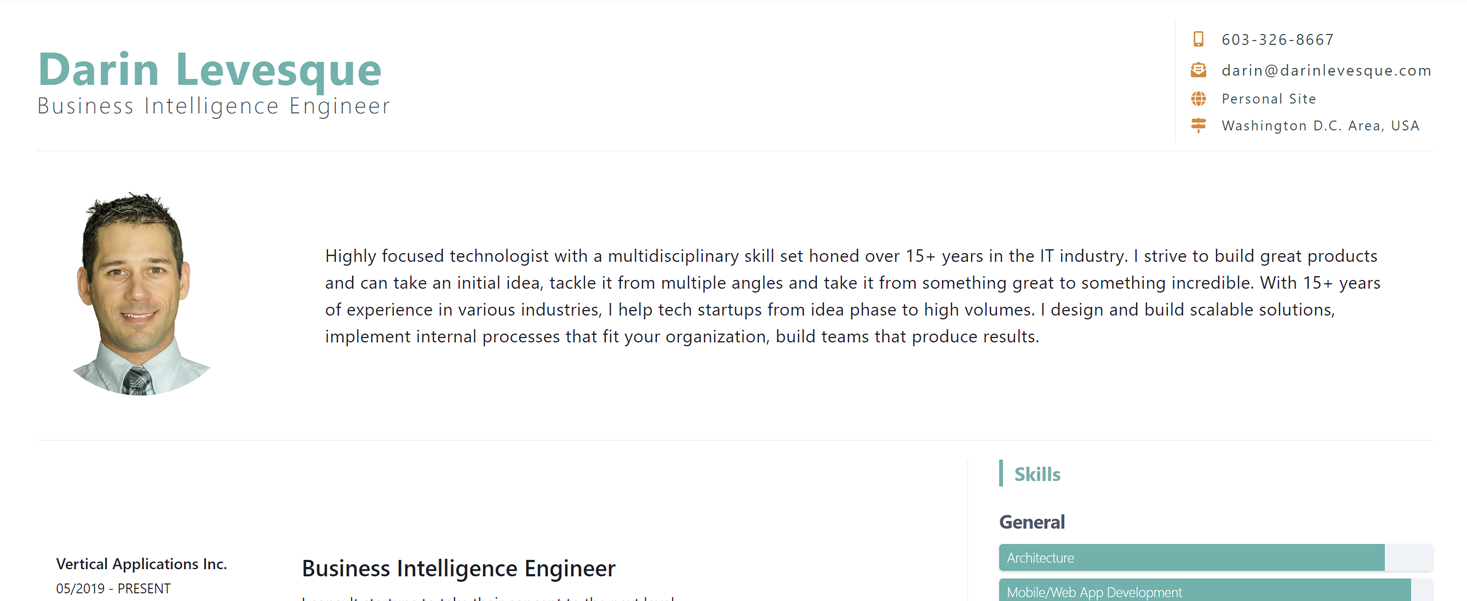 Darin Levesque
Business Intelligence Engineer
603-326-8667
darin@darinlevesque.com
Personal Site
Washington D.C. Area, USA
Highly focused technologist with a multidisciplinary skill set honed over 15+ years in the IT industry. I strive to build great products
and can take an initial idea, tackle it from multiple angles and take it from something great to something incredible. With 15+ years
of experience in various industries, I help tech startups from idea phase to high volumes. I design and build scalable solutions,
implement internal processes that fit your organization, build teams that produce results.
Vertical Applications Inc.
05/2019 - PRESENT
Business Intelligence Engineer
Skills
General
Architecture
Mobile/Web App Development